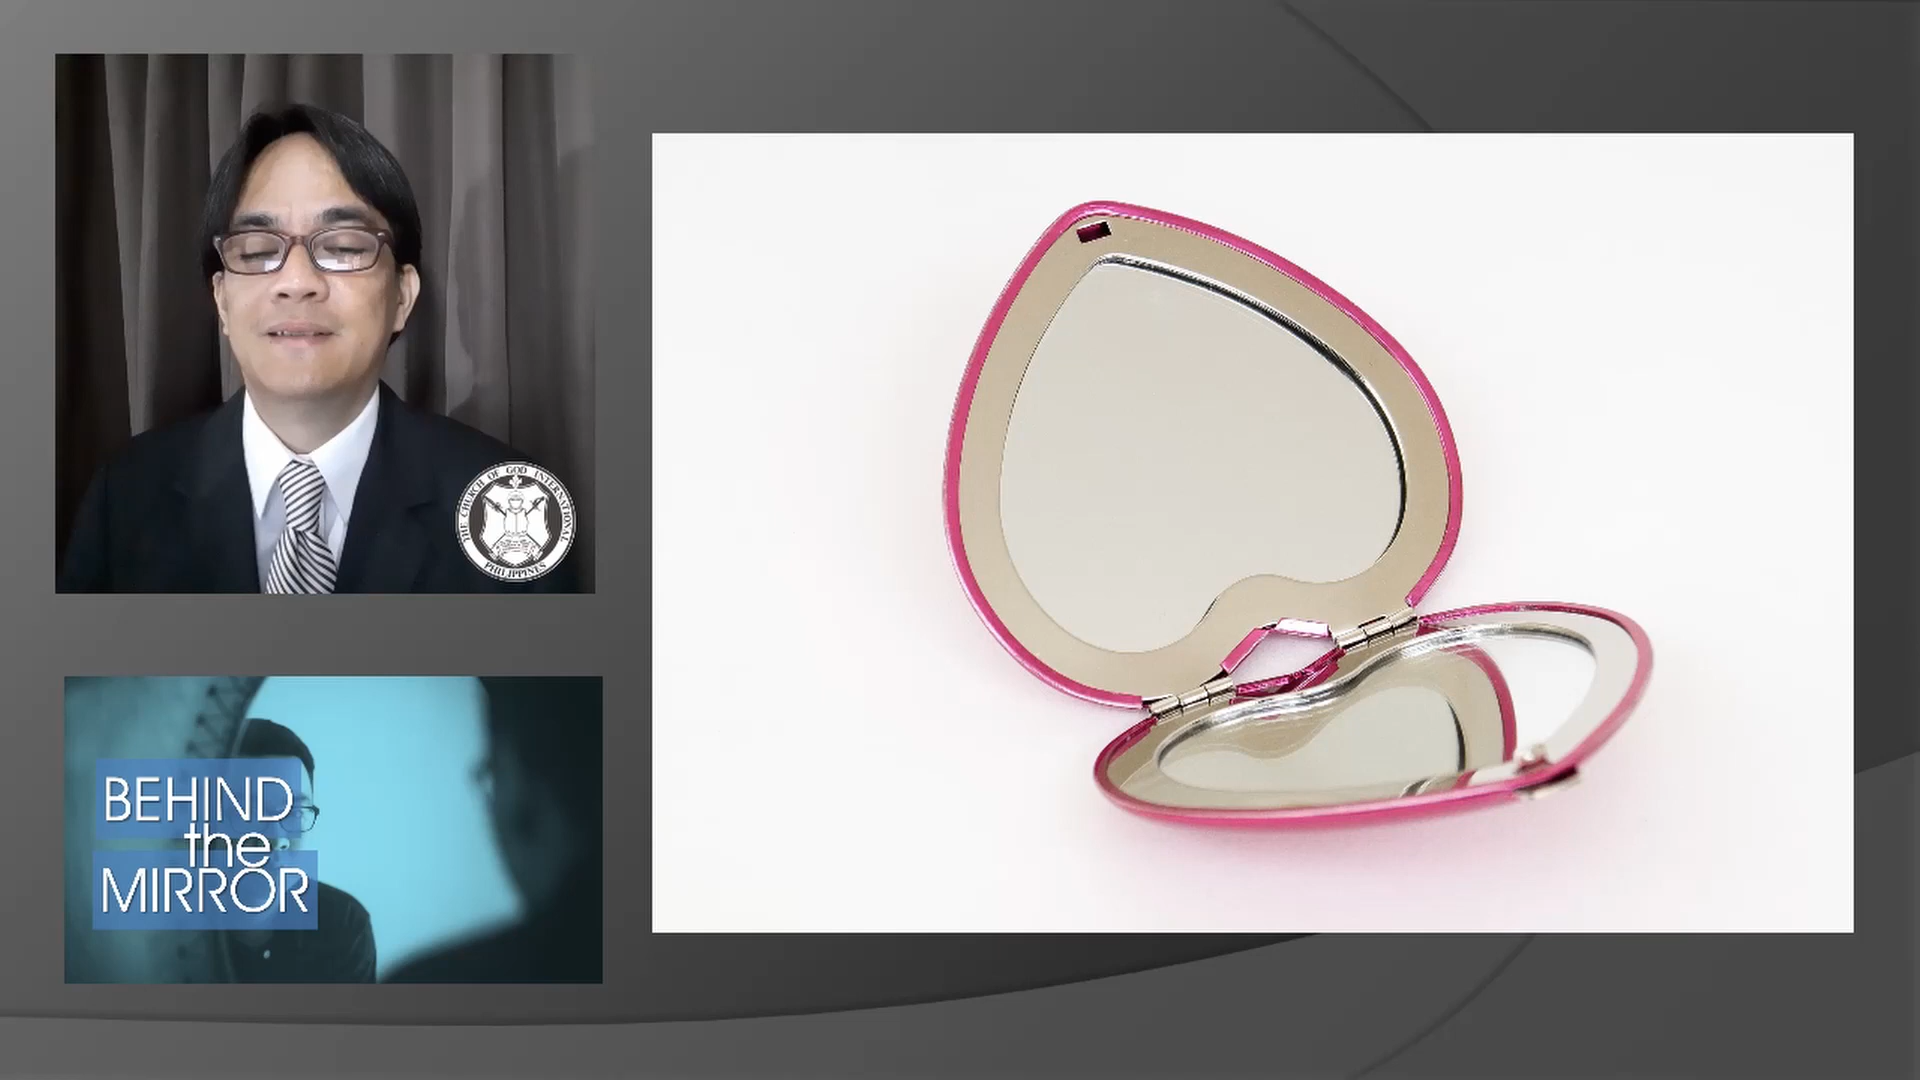 THE CHURCH OF GOD INTERNATIONAL
PHILIPPINES
BEHIND
the
MIRROR